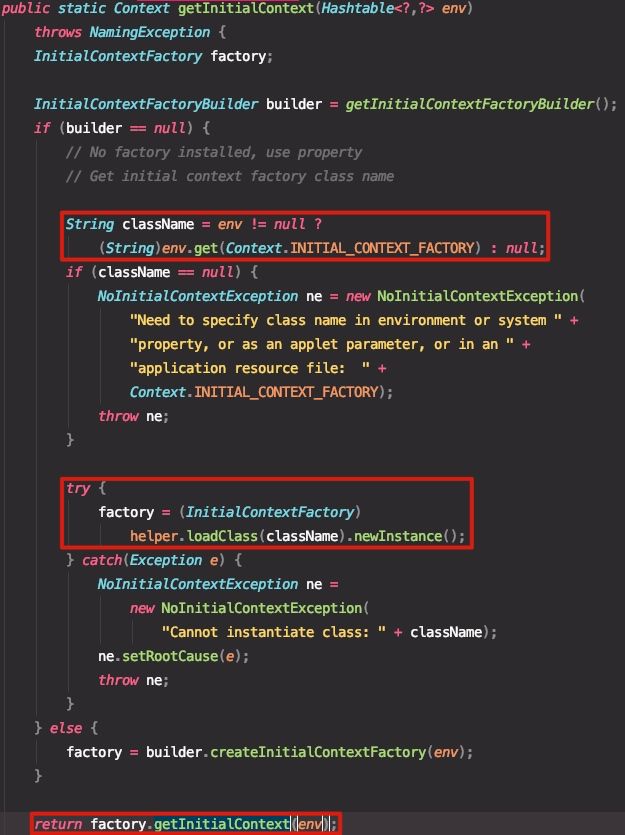 public static Context getInitialContext(Hashtable<?,?> env)
    throws NamingException {
    InitialContextFactory factory;

    InitialContextFactoryBuilder builder = getInitialContextFactoryBuilder();
    if (builder == null) {
        // No factory installed, use property
        // Get initial context factory class name

        String className = env != null ?
            (String)env.get(Context.INITIAL_CONTEXT_FACTORY) : null;
        if (className == null) {
            NoInitialContextException ne = new NoInitialContextException(
                "Need to specify class name in environment or system " +
                "property, or as an applet parameter, or in an " +
                "application resource file:  " +
                Context.INITIAL_CONTEXT_FACTORY);
            throw ne;
        }

        try {
            factory = (InitialContextFactory)
                helper.loadClass(className).newInstance();
        } catch(Exception e) {
            NoInitialContextException ne =
                new NoInitialContextException(
                    "Cannot instantiate class: " + className);
            ne.setRootCause(e);
            throw ne;
        }
    } else {
        factory = builder.createInitialContextFactory(env);
    }

    return factory.getInitialContext(env);